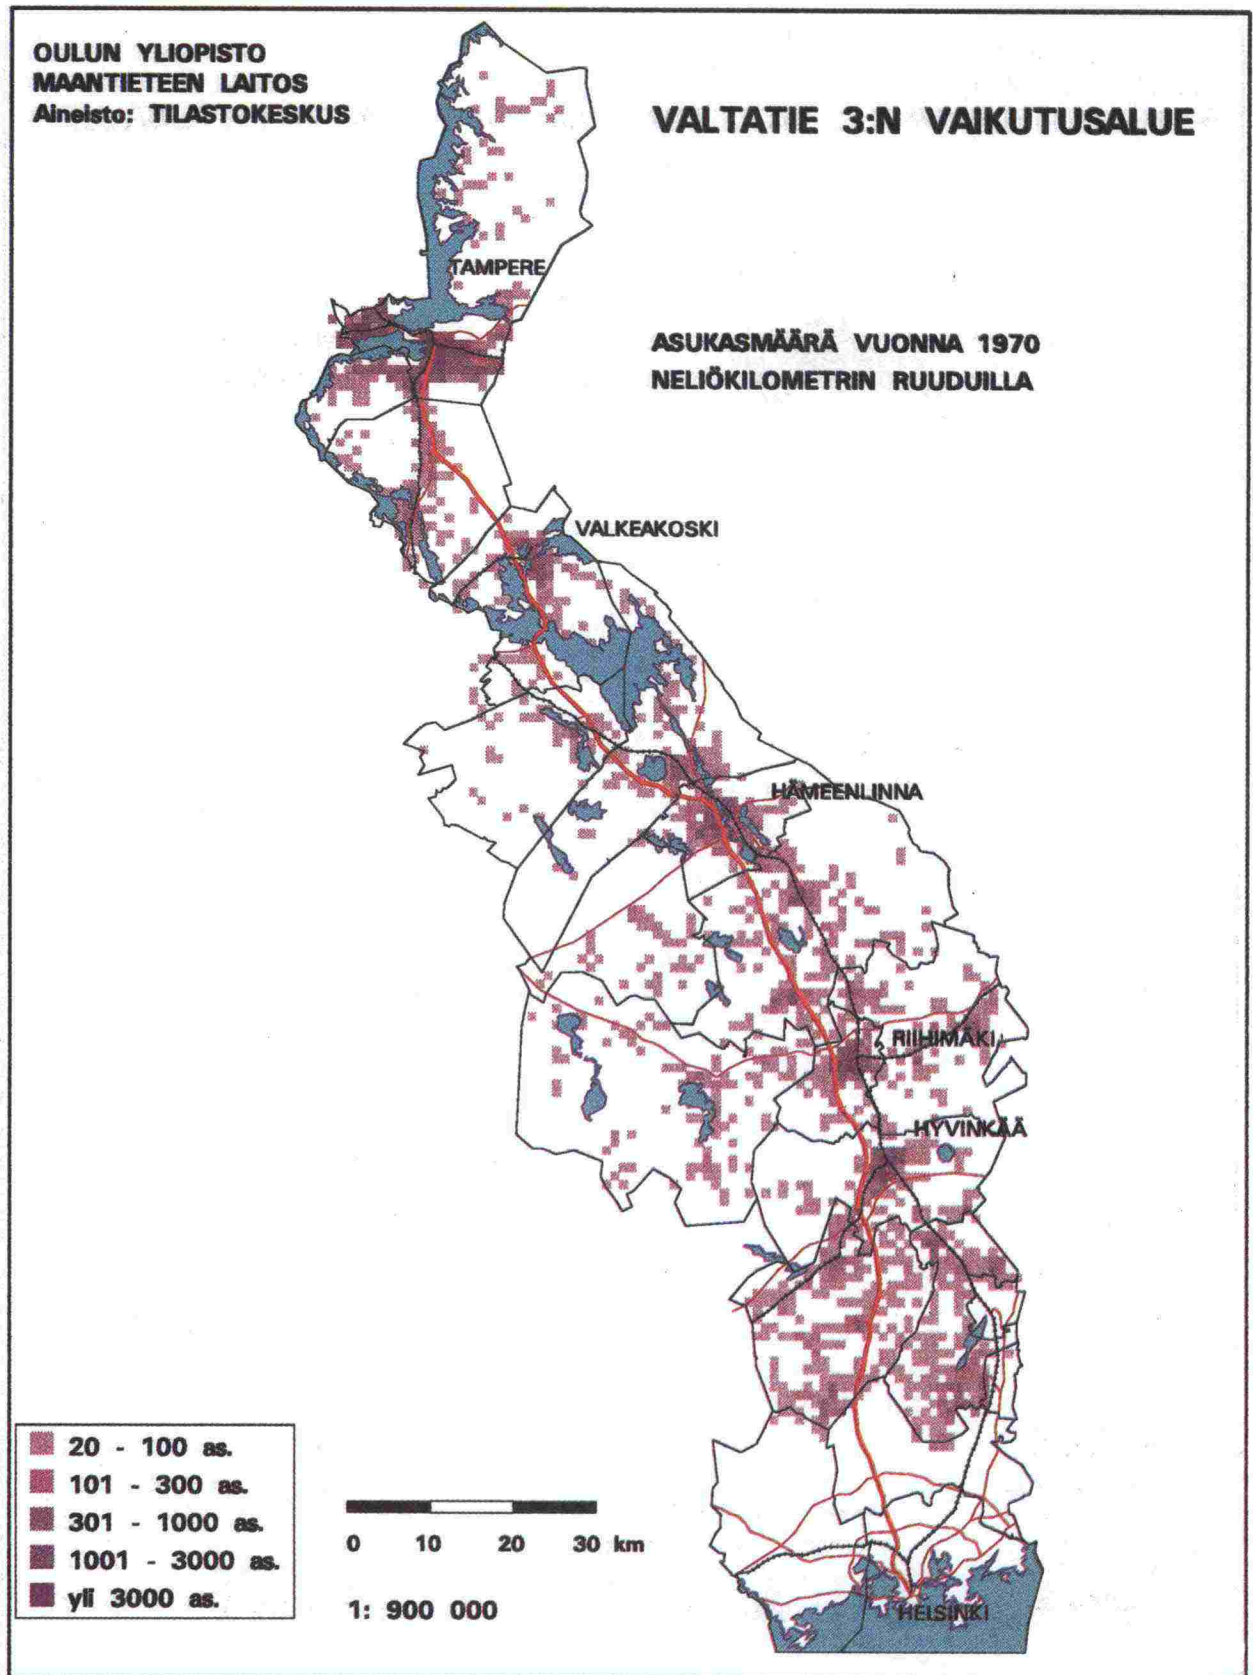 OULUN YLIOPISTO
MAANTIETEEN LAITOS
Aineisto: TILASTOKESKUS
VALTATIE 3:N VAIKUTUSALUE
TAMPERE
ASUKASMÄÄRÄ VUONNA 1970
NELIÖKILOMETRIN RUUDUILLA
VALKEAKOSKI
HÄMEENLINNA
RIIHIMÄKI
HYVINKÄÄ
20 - 100 as.
101 - 300 as.
301 - 1000 as.
1001 - 3000 as.
yli 3000 as.
0 10 20 30 km
1: 900 000
HELSINKI